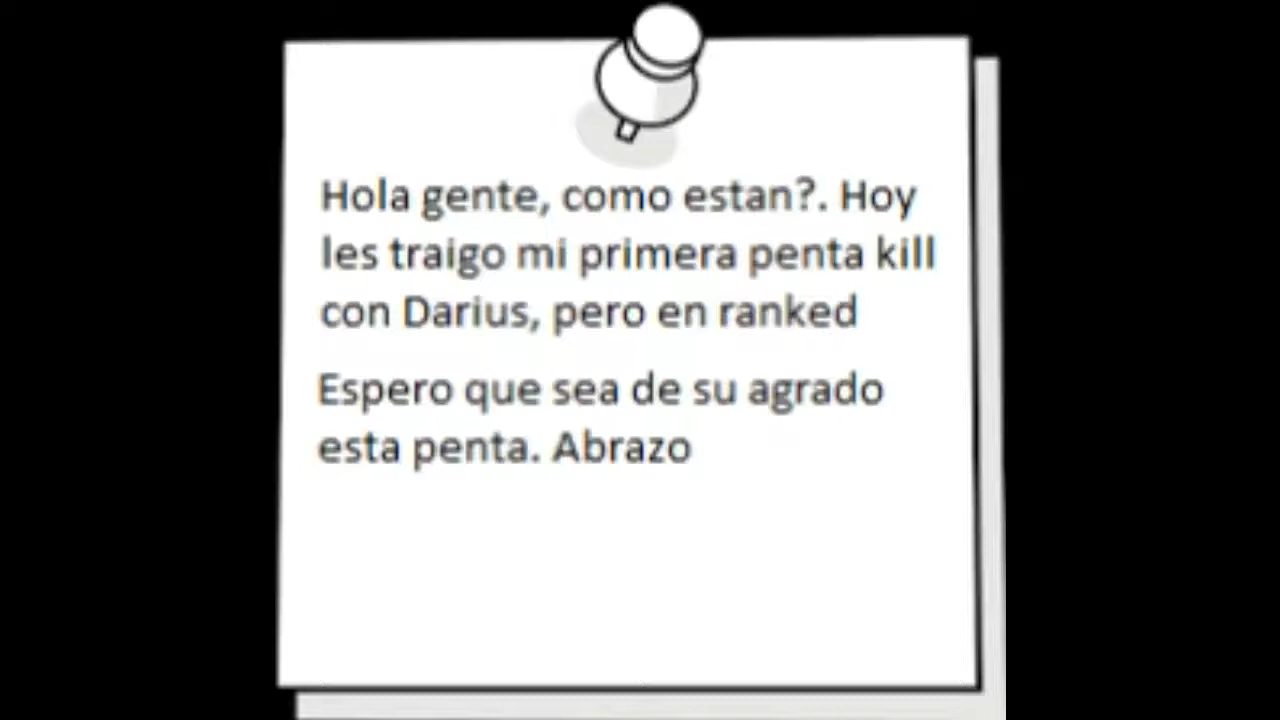 Hola gente, como estan?. Hoy
les traigo mi primera penta kill
con Darius, pero en ranked
Espero que sea de su agrado
esta penta. Abrazo